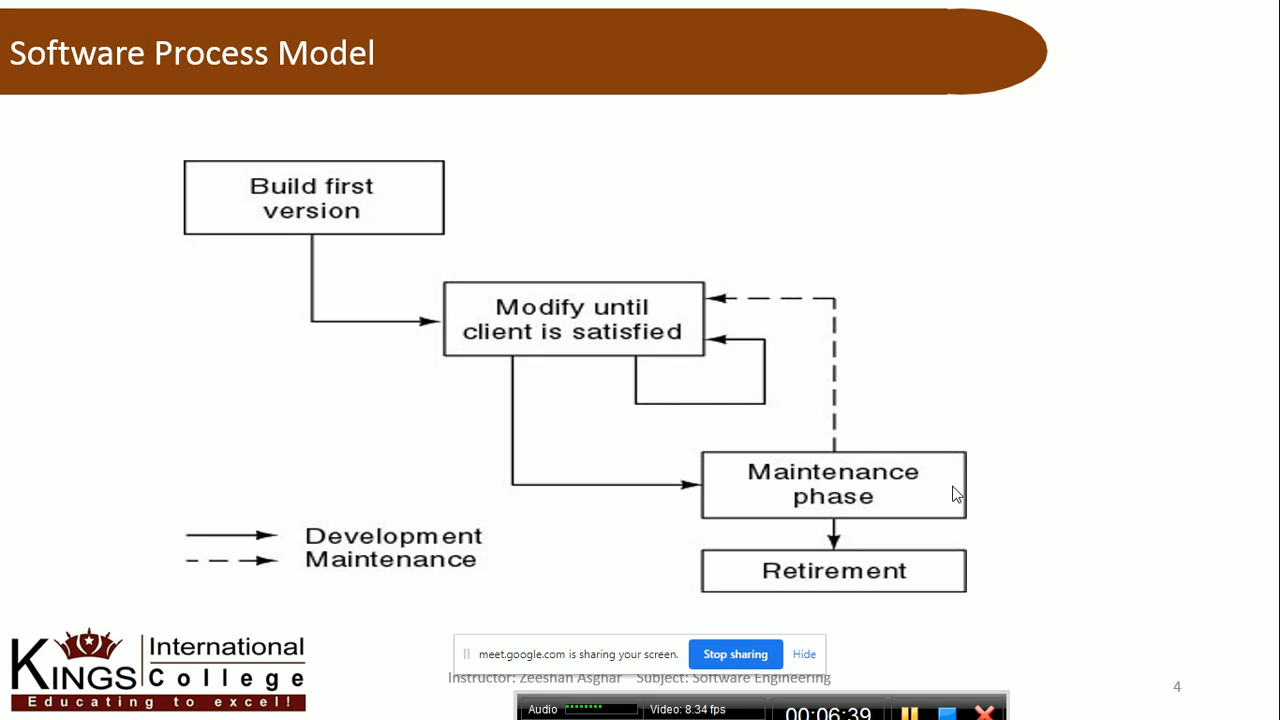 Software Process Model
Build first
version
Modify until
client is satisfied
Maintenance
phase
Retirement
Development
Maintenance
KINGS
International
College
Educating to excel!
meet.google.com is sharing your screen.
Stop sharing
Hide
Instructor: Zeeshan Asghar Subject: Software Engineering
4
Audio
Video: 8.34 fps
00:06:39